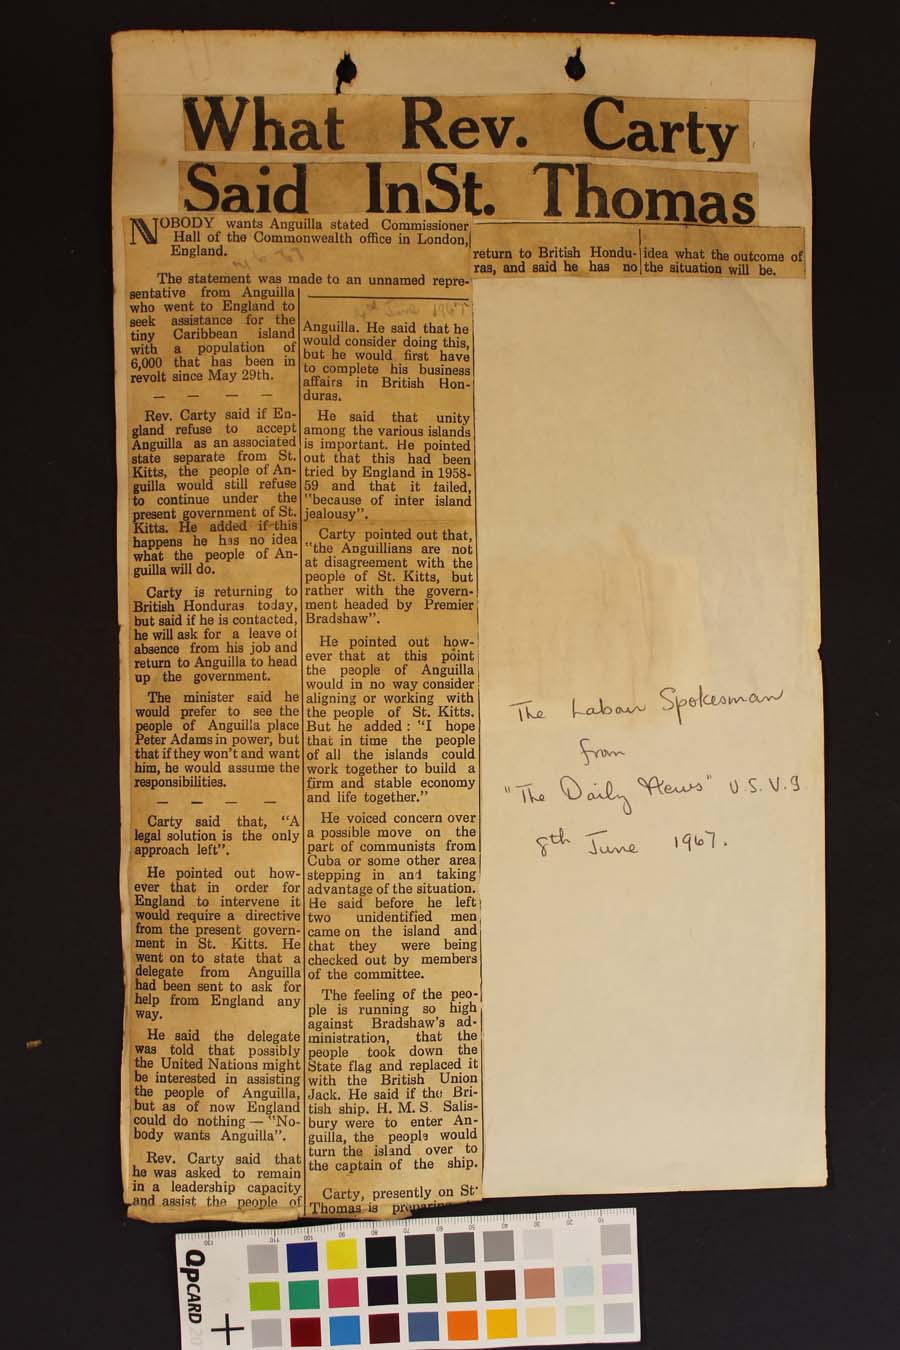 What Rev. Carty
Said InSt. Thomas
NOBODY wants Anguilla stated Commissioner
Hall of the Commonwealth office in London,
England.
The statement was made to an unnamed repre-
sentative from Anguilla
who went to England to
seek assistance for the
tiny Caribbean island
with a population of
6,000 that has been in
revolt since May 29th.
— — — —
Rev. Carty said if En-
gland refuse to accept
Anguilla as an associated
state separate from St.
Kitts, the people of An-
guilla would still refuse
to continue under the
present government of St.
Kitts. He added if this
happens he has no idea
what the people of An-
guilla will do.
Carty is returning to
British Honduras today,
but said if he is contacted,
he will ask for a leave of
absence from his job and
return to Anguilla to head
up the government.
The minister said he
would prefer to see the
people of Anguilla place
Peter Adams in power, but
that if they won't and want
him, he would assume the
responsibilities.
— — — —
Carty said that, "A
legal solution is the only
approach left".
He pointed out how-
ever that in order for
England to intervene it
would require a directive
from the present govern-
ment in St. Kitts. He
went on to state that a
delegate from Anguilla
had been sent to ask for
help from England any
way.
He said the delegate
was told that possibly
the United Nations might
be interested in assisting
the people of Anguilla,
but as of now England
could do nothing — "No-
body wants Anguilla".
Rev. Carty said that
he was asked to remain
in a leadership capacity
and assist the people of
June 1967
Anguilla. He said that he
would consider doing this,
but he would first have
to complete his business
affairs in British Hon-
duras.
He said that unity
among the various islands
is important. He pointed
out that this had been
tried by England in 1958-
59 and that it failed,
"because of inter island
jealousy".
Carty pointed out that,
"the Anguillians are not
at disagreement with the
people of St. Kitts, but
rather with the govern-
ment headed by Premier
Bradshaw".
He pointed out how-
ever that at this point
the people of Anguilla
would in no way consider
aligning or working with
the people of St. Kitts.
But he added : "I hope
that in time the people
of all the islands could
work together to build a
firm and stable economy
and life together."
He voiced concern over
a possible move on the
part of communists from
Cuba or some other area
stepping in and taking
advantage of the situation.
He said before he left
two unidentified men
came on the island and
that they were being
checked out by members
of the committee.
The feeling of the peo-
ple is running so high
against Bradshaw's ad-
ministration, that the
people took down the
State flag and replaced it
with the British Union
Jack. He said if the Bri-
tish ship. H. M. S. Salis-
bury were to enter An-
guilla, the people would
turn the island over to
the captain of the ship.
Carty, presently on St
Thomas is preparing
return to British Hondu-
ras, and said he has no
idea what the outcome of
the situation will be.
The Labour Spokesman
from
"The Daily News" U.S.V.I
8th June 1967.
QPCARD 20
130 110 100 90 80 70 60 50 40 30 20 10